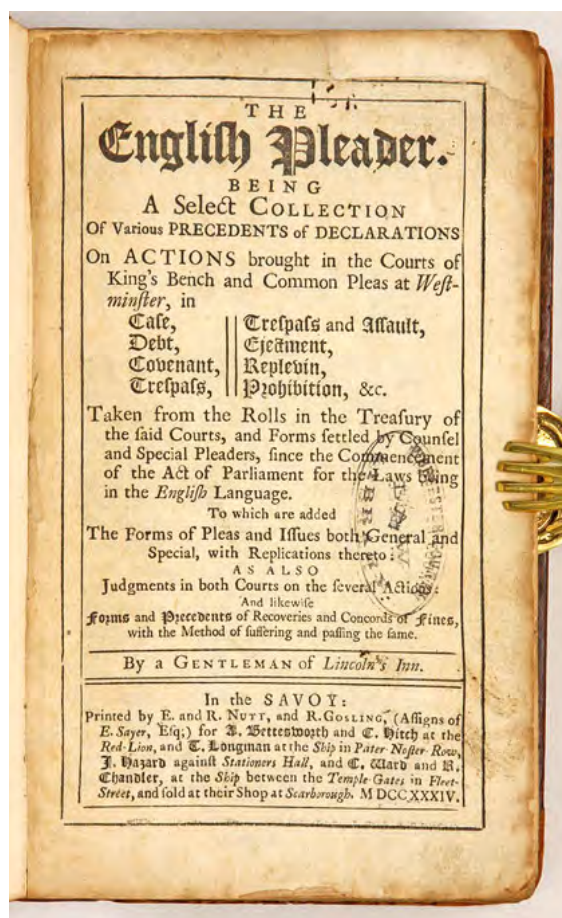 THE
Engliſh Pleader.
BEING
A Select COLLECTION
Of Various PRECEDENTS of DECLARATIONS
On ACTIONS brought in the Courts of
King's Bench and Common Pleas at Weſt-
minſter, in
Caſe, || Treſpaſs and Aſſault,
Debt, || Ejectment,
Covenant, || Replevin,
Treſpaſs, || Prohibition, &c.
Taken from the Rolls in the Treaſury of
the ſaid Courts, and Forms ſettled by Counſel
and Special Pleaders, ſince the Commencement
of the Act of Parliament for the Laws being
in the Engliſh Language.
To which are added
The Forms of Pleas and Iſſues both General and
Special, with Replications thereto:
AS ALSO
Judgments in both Courts on the ſeveral Actions:
And likewiſe
Forms and Precedents of Recoveries and Concords of Fines,
with the Method of ſuffering and paſſing the ſame.
By a GENTLEMAN of Lincoln's Inn.
In the SAVOY:
Printed by E. and R. NUTT, and R. GOSLING, (Aſſigns of
E. Sayer, Eſq;) for A. Betteſworth and C. Hitch at the
Red-Lion, and T. Longman at the Ship in Pater-Noſter-Row,
J. Hazard againſt Stationers Hall, and C. Ward and R.
Chandler, at the Ship between the Temple-Gates in Fleet-
Street, and ſold at their Shop at Scarborough. M DCCXXXIV.
LAW
LIBRARY